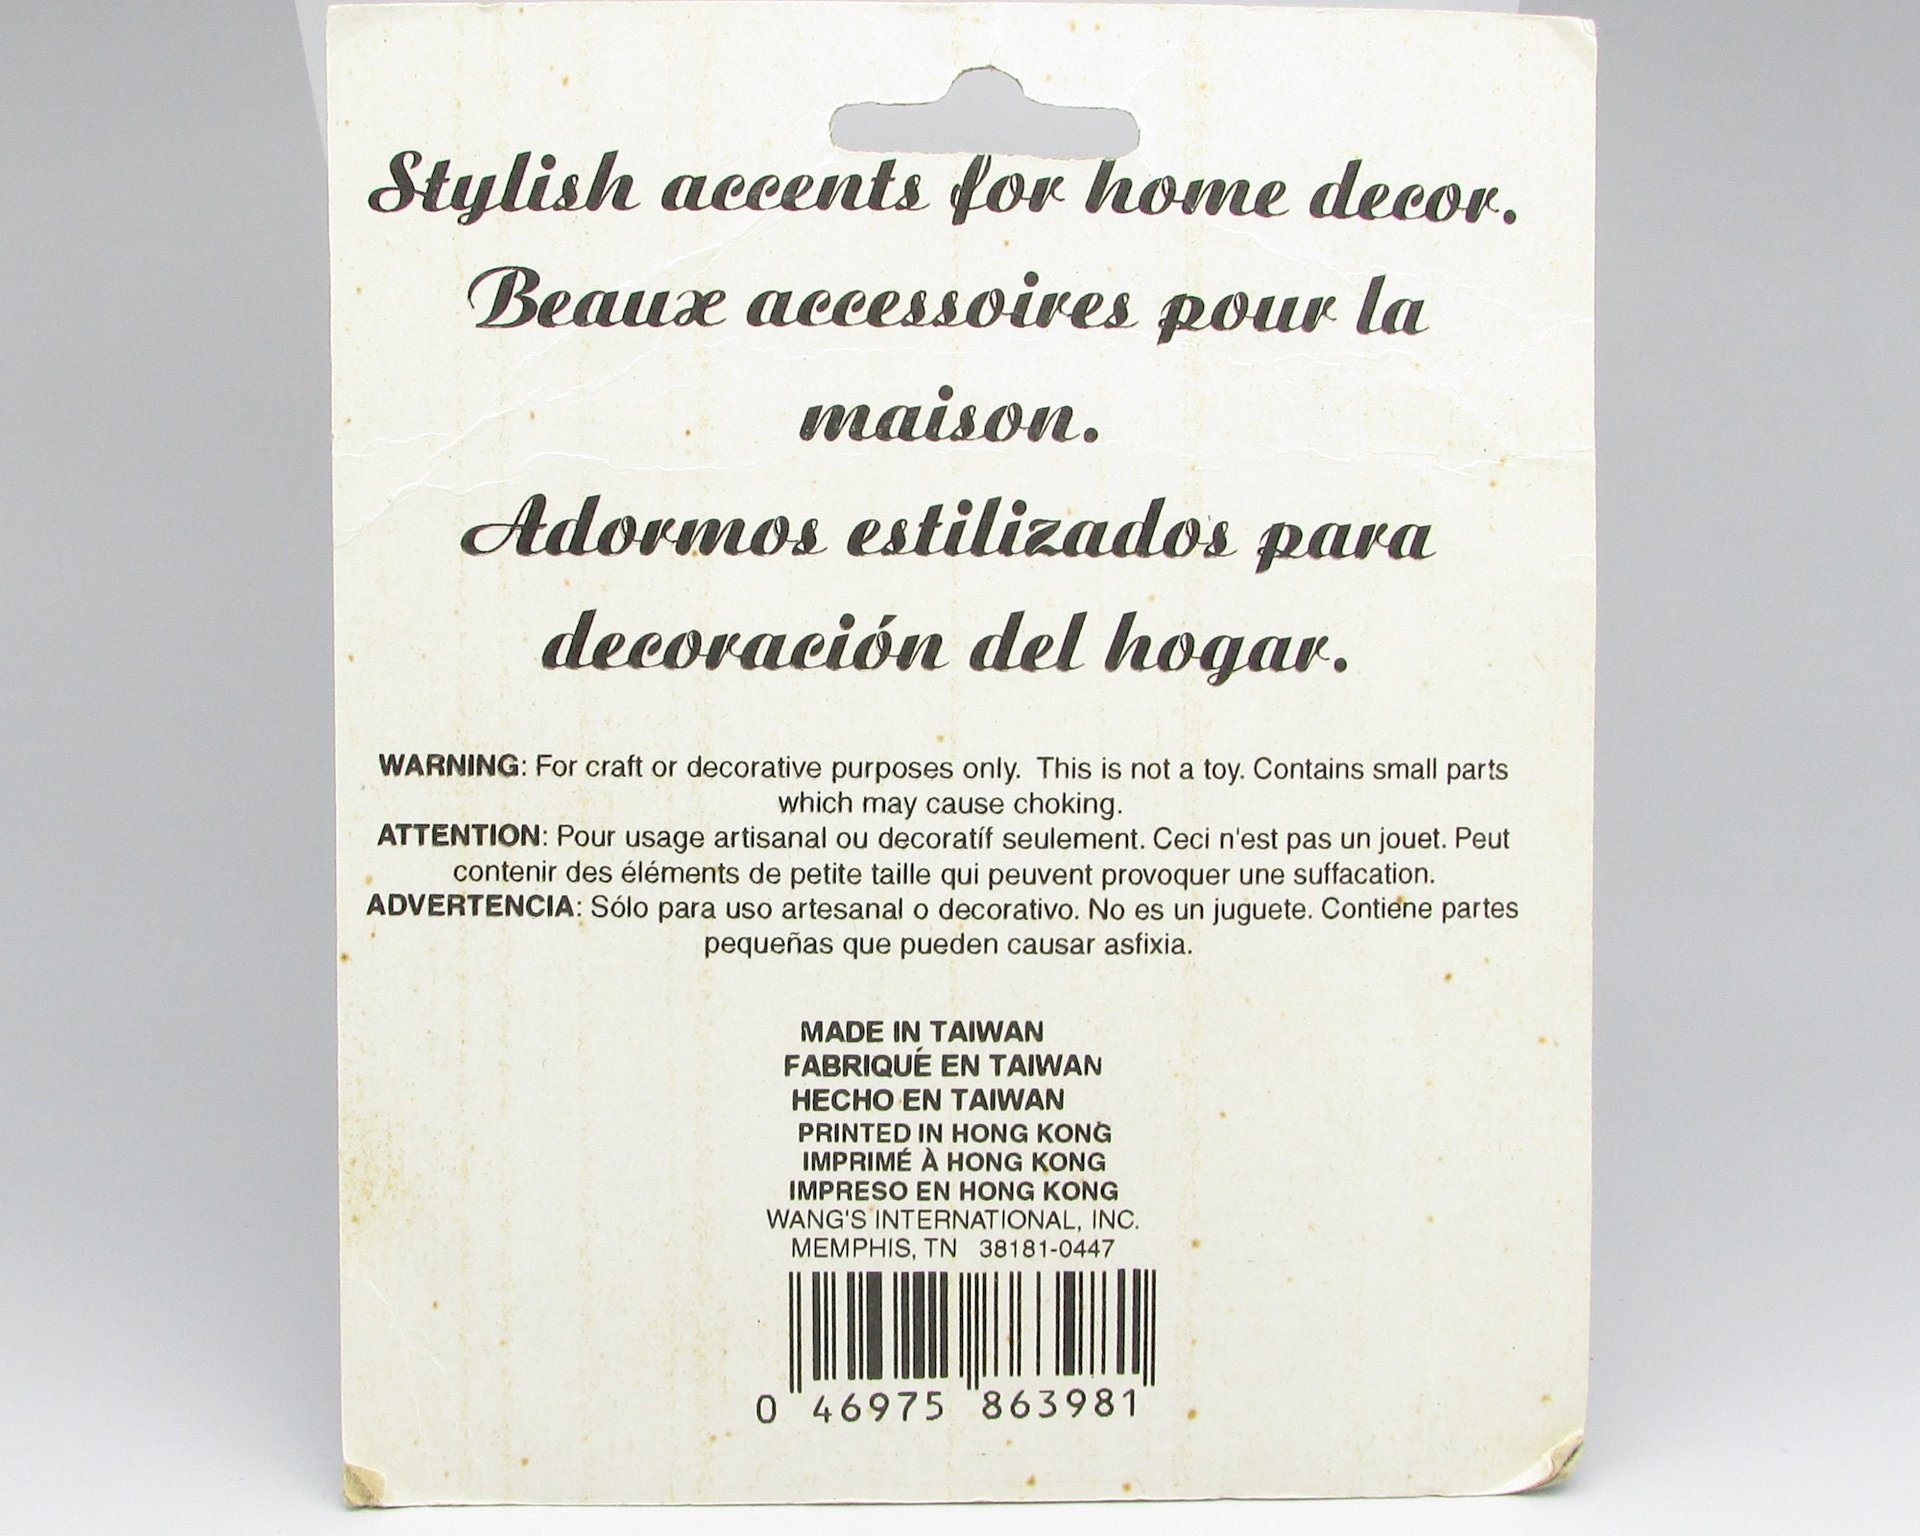 Stylish accents for home decor.
Beaux accessoires pour la
maison.
Adormos estilizados para
decoración del hogar.
WARNING: For craft or decorative purposes only. This is not a toy. Contains small parts
which may cause choking.
ATTENTION: Pour usage artisanal ou decoratíf seulement. Ceci n'est pas un jouet. Peut
contenir des éléments de petite taille qui peuvent provoquer une suffacation.
ADVERTENCIA: Sólo para uso artesanal o decorativo. No es un juguete. Contiene partes
pequeñas que pueden causar asfixia.
MADE IN TAIWAN
FABRIQUÉ EN TAIWAN
HECHO EN TAIWAN
PRINTED IN HONG KONG
IMPRIMÉ À HONG KONG
IMPRESO EN HONG KONG
WANG'S INTERNATIONAL, INC.
MEMPHIS, TN 38181-0447
0 46975 863981